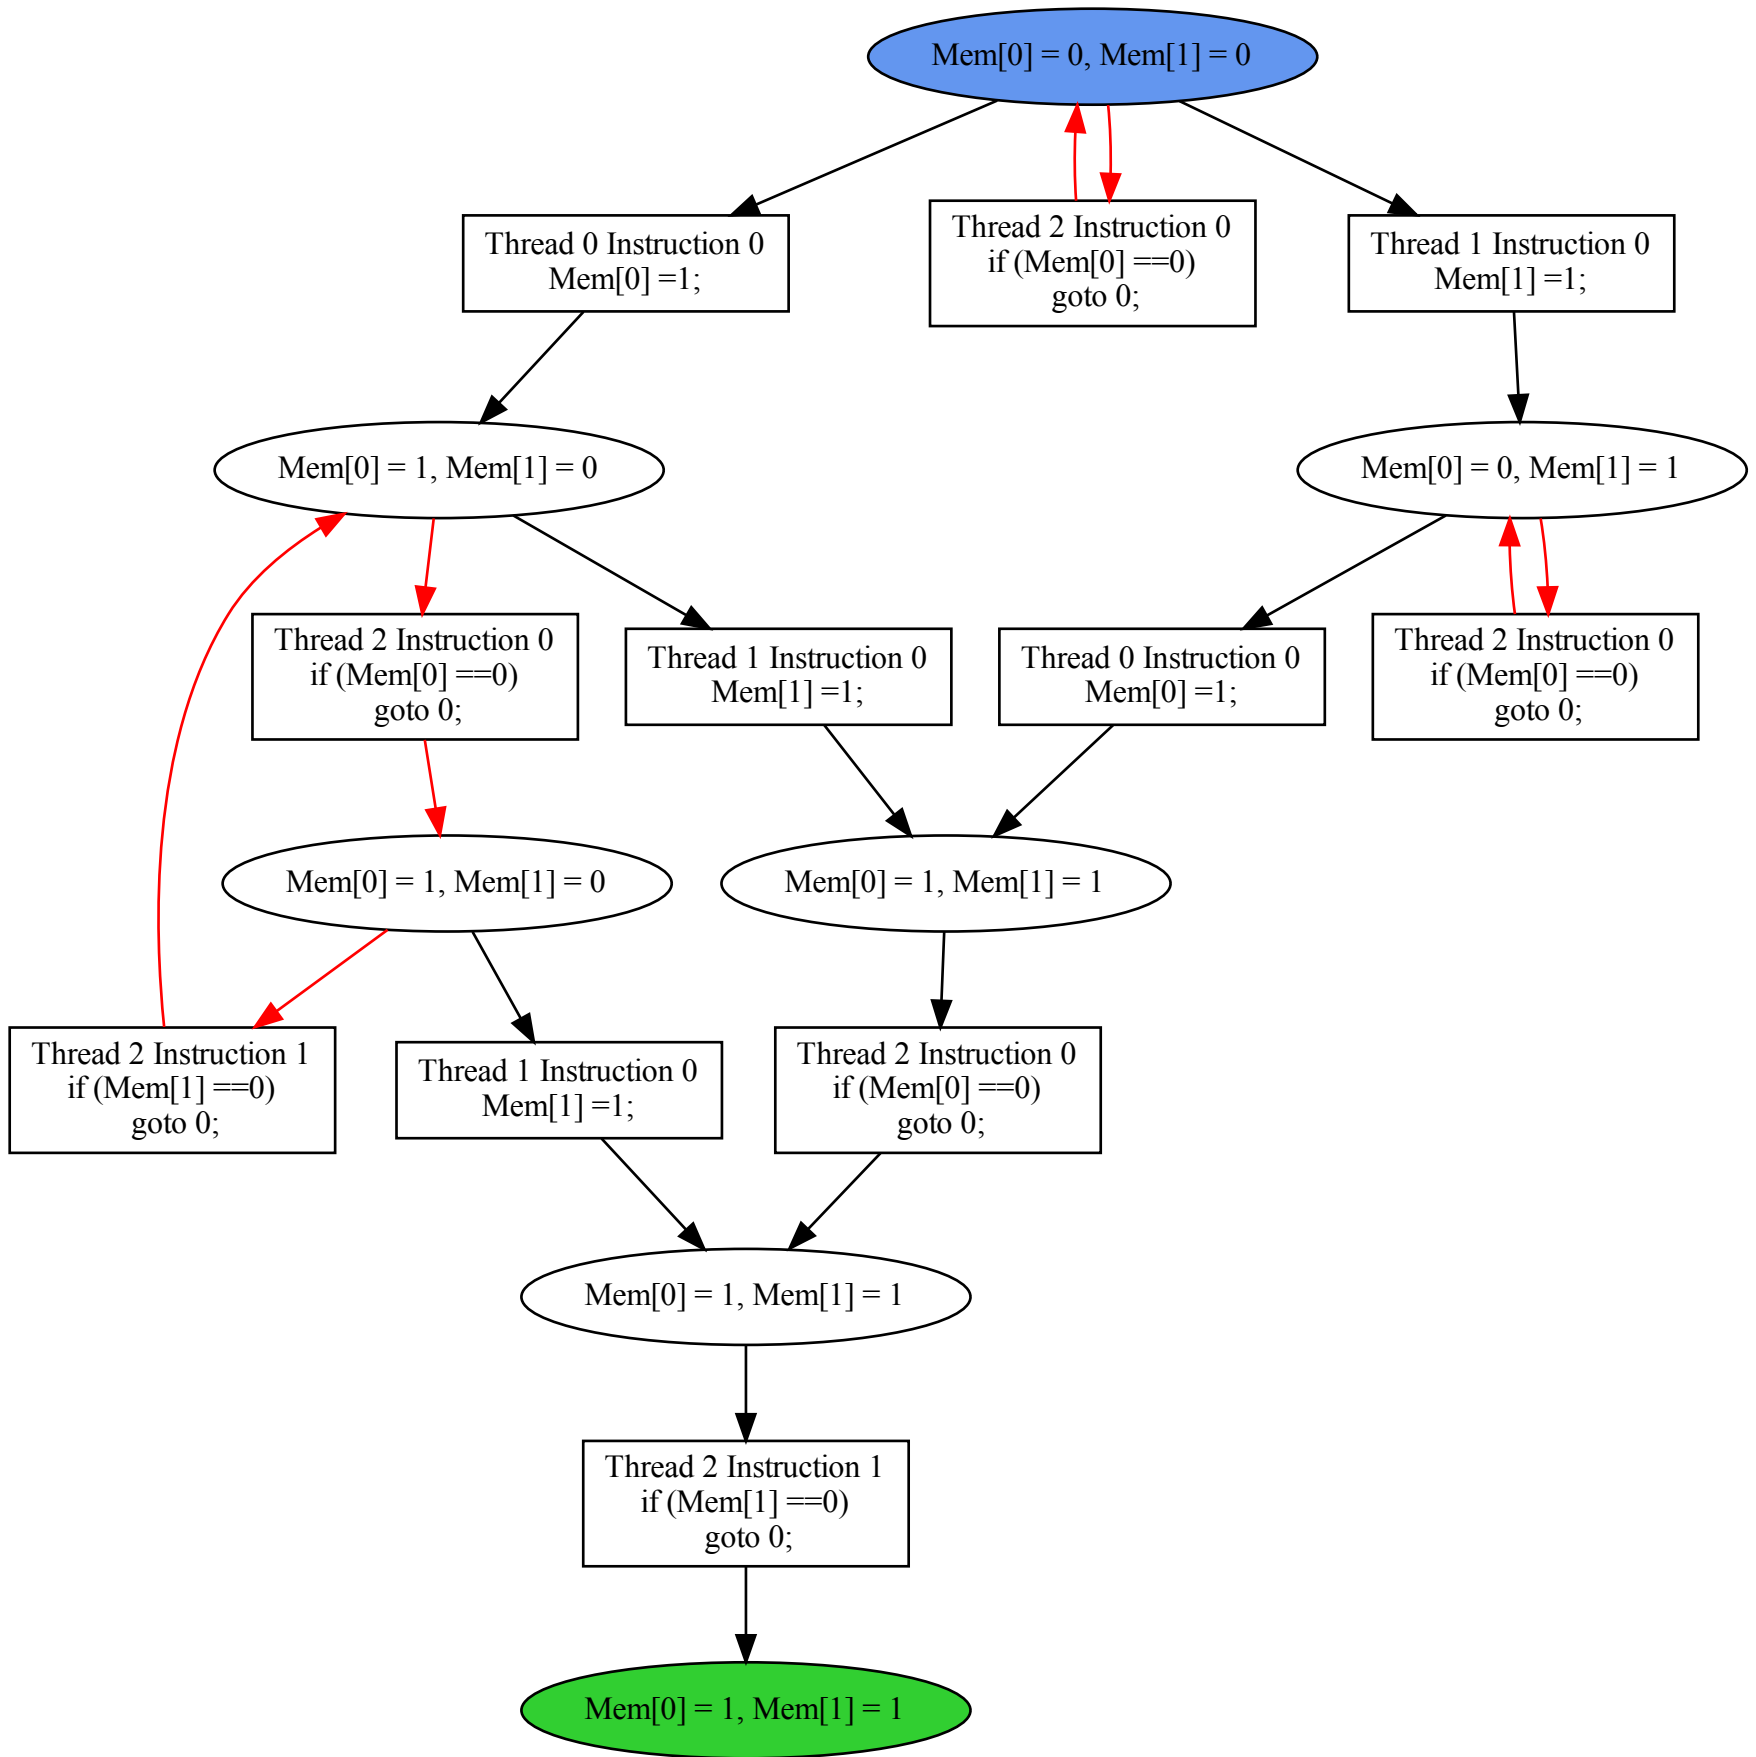 Mem[0] = 0, Mem[1] = 0
Thread 0 Instruction 0
Mem[0] =1;
Thread 2 Instruction 0
if (Mem[0] ==0)
goto 0;
Thread 1 Instruction 0
Mem[1] =1;
Mem[0] = 1, Mem[1] = 0
Mem[0] = 0, Mem[1] = 1
Thread 2 Instruction 0
if (Mem[0] ==0)
goto 0;
Thread 1 Instruction 0
Mem[1] =1;
Thread 0 Instruction 0
Mem[0] =1;
Thread 2 Instruction 0
if (Mem[0] ==0)
goto 0;
Mem[0] = 1, Mem[1] = 0
Mem[0] = 1, Mem[1] = 1
Thread 2 Instruction 1
if (Mem[1] ==0)
goto 0;
Thread 1 Instruction 0
Mem[1] =1;
Thread 2 Instruction 0
if (Mem[0] ==0)
goto 0;
Mem[0] = 1, Mem[1] = 1
Thread 2 Instruction 1
if (Mem[1] ==0)
goto 0;
Mem[0] = 1, Mem[1] = 1